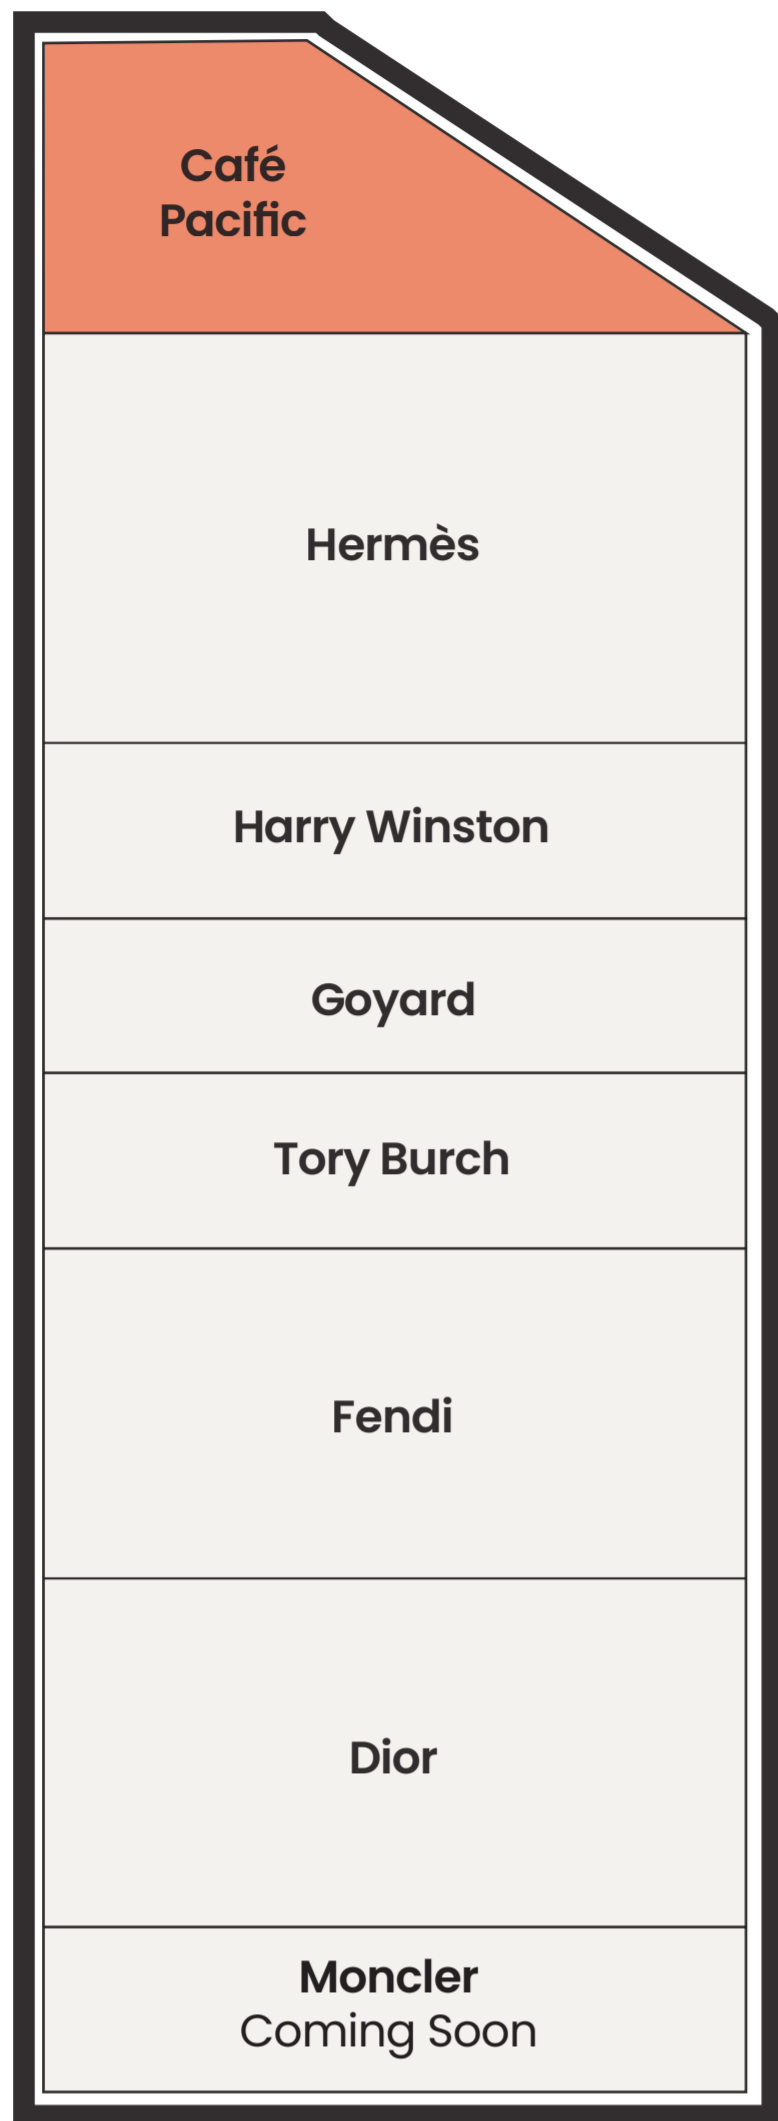 Café
Pacific
Hermès
Harry Winston
Goyard
Tory Burch
Fendi
Dior
Moncler
Coming Soon